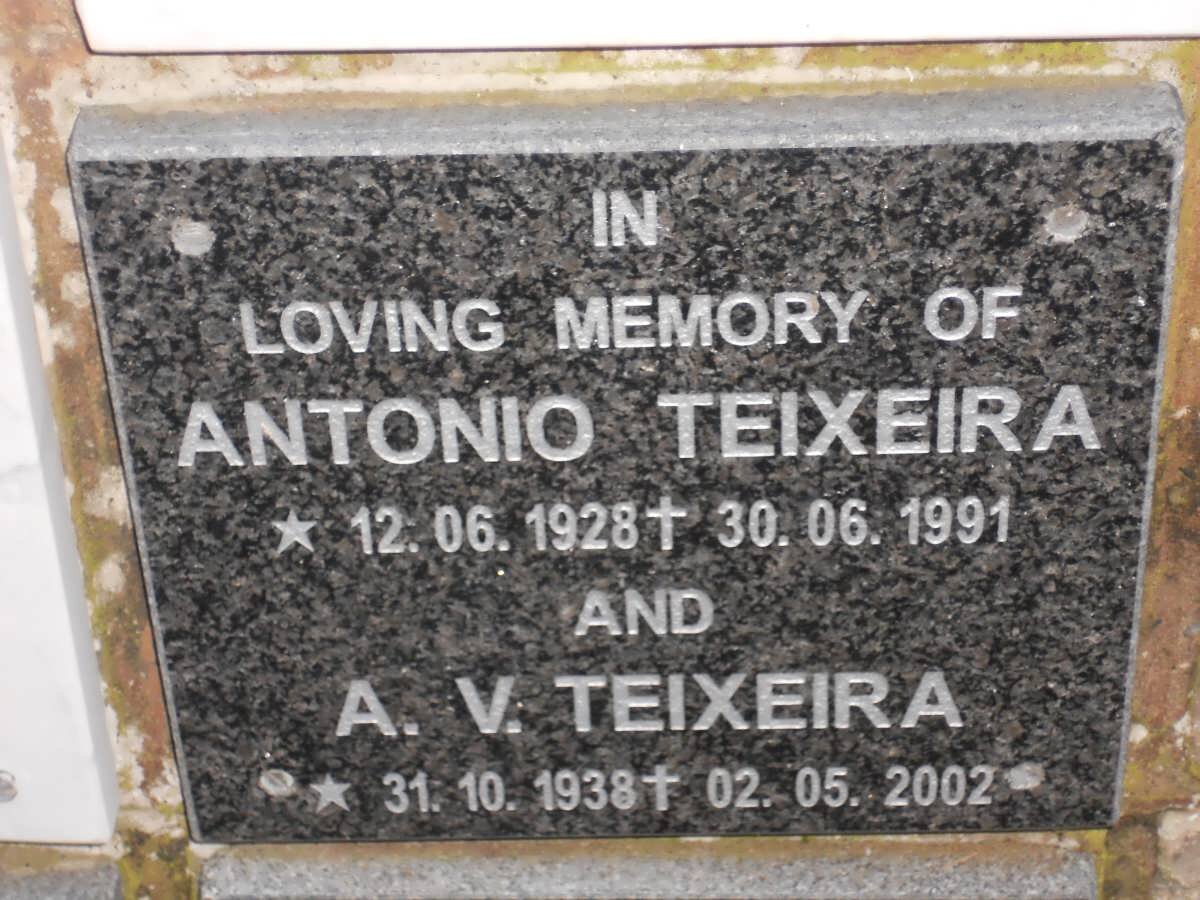 IN
LOVING MEMORY OF
ANTONIO TEIXEIRA
★ 12. 06. 1928 ✝ 30. 06. 1991
AND
A. V. TEIXEIRA
★ 31. 10. 1938 ✝ 02. 05. 2002